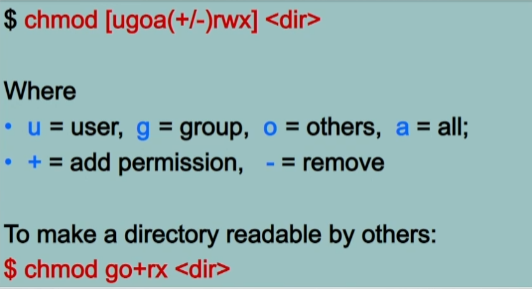 $ chmod [ugoa(+/-)rwx] <dir>
Where
• u = user, g = group, o = others, a = all;
• + = add permission, - = remove
To make a directory readable by others:
$ chmod go+rx <dir>